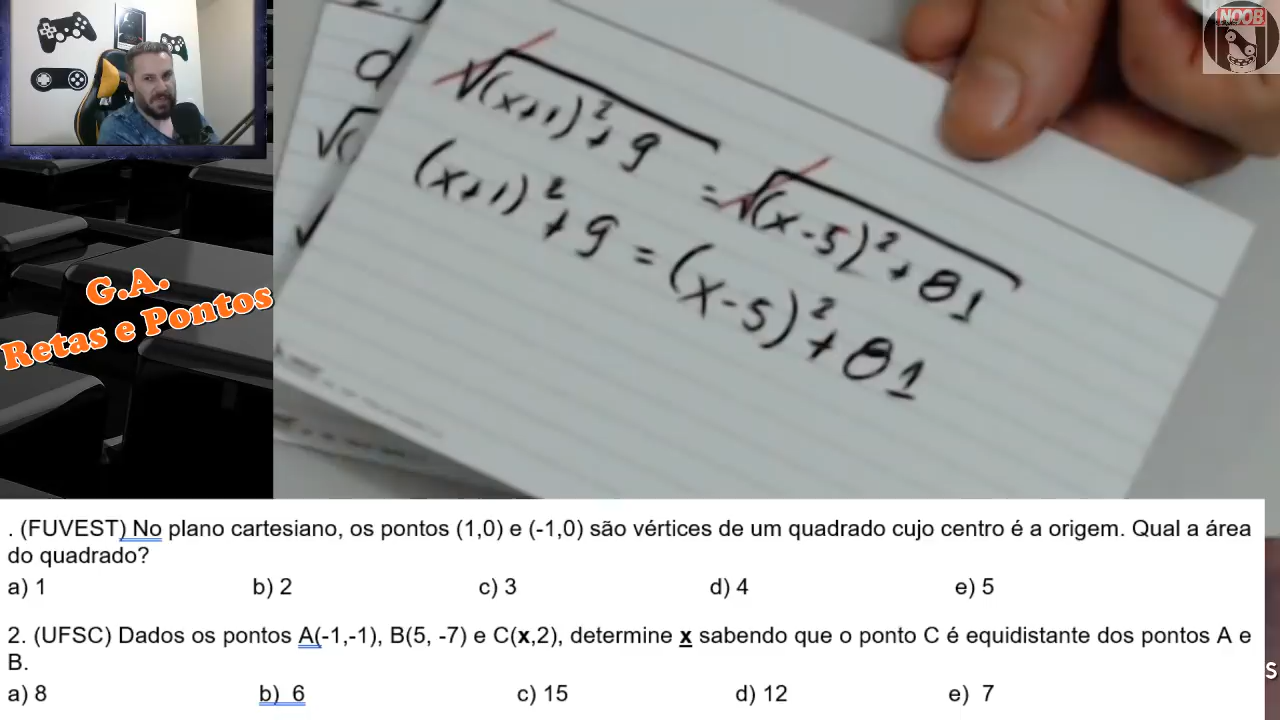 NOOB
d
√(x+1)²+9 = √(x-5)²+81
(x+1)²+9 = (x-5)²+81
G.A.
Retas e Pontos
. (FUVEST) No plano cartesiano, os pontos (1,0) e (-1,0) são vértices de um quadrado cujo centro é a origem. Qual a área
do quadrado?
a) 1 b) 2 c) 3 d) 4 e) 5
2. (UFSC) Dados os pontos A(-1,-1), B(5, -7) e C(x,2), determine x sabendo que o ponto C é equidistante dos pontos A e
B.
a) 8 b) 6 c) 15 d) 12 e) 7
s